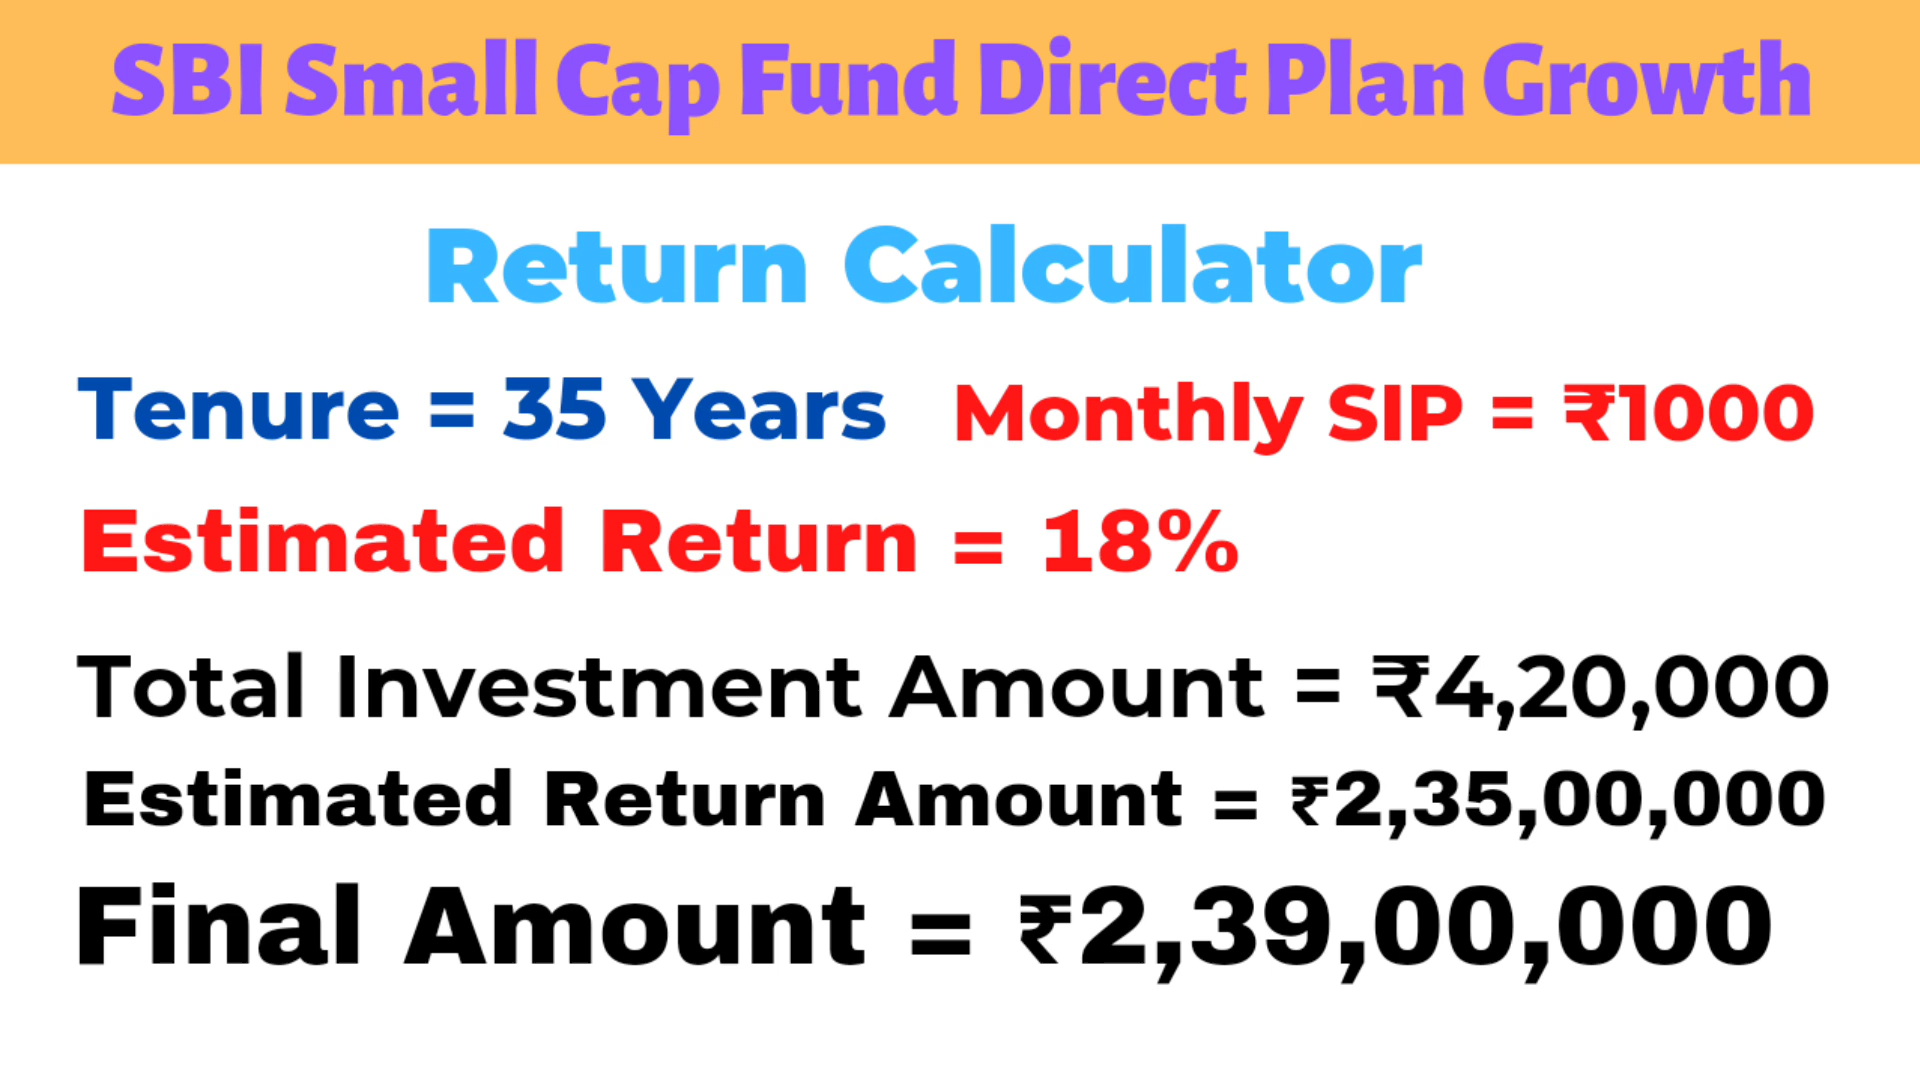 SBI Small Cap Fund Direct Plan Growth
Return Calculator
Tenure = 35 Years Monthly SIP = ₹1000
Estimated Return = 18%
Total Investment Amount = ₹4,20,000
Estimated Return Amount = ₹2,35,00,000
Final Amount = ₹2,39,00,000